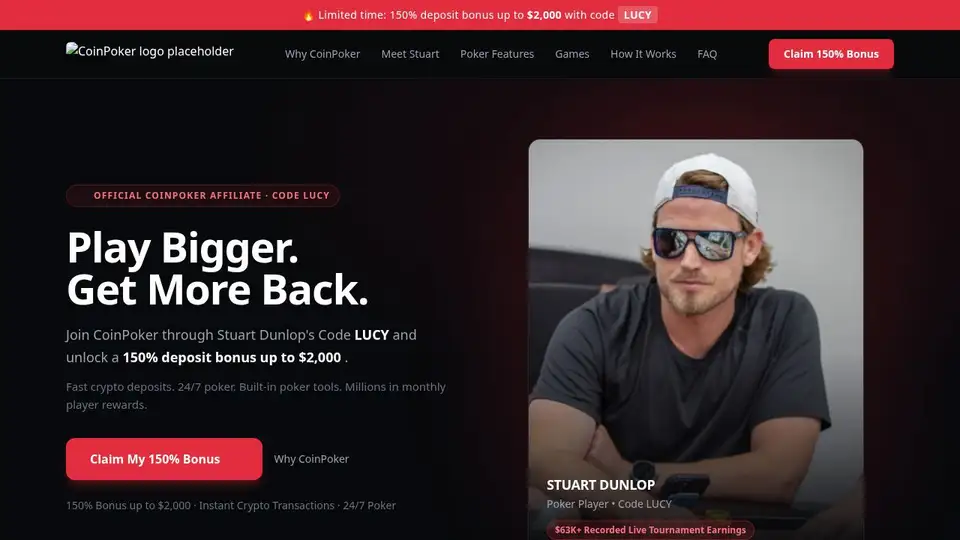 🔥 Limited time: 150% deposit bonus up to $2,000 with code LUCY
CoinPoker logo placeholder
Why CoinPoker Meet Stuart Poker Features Games How It Works FAQ
Claim 150% Bonus
OFFICIAL COINPOKER AFFILIATE · CODE LUCY
Play Bigger.
Get More Back.
Join CoinPoker through Stuart Dunlop's Code LUCY and
unlock a 150% deposit bonus up to $2,000 .
Fast crypto deposits. 24/7 poker. Built-in poker tools. Millions in monthly
player rewards.
Claim My 150% Bonus
Why CoinPoker
150% Bonus up to $2,000 · Instant Crypto Transactions · 24/7 Poker
STUART DUNLOP
Poker Player • Code LUCY
$63K+ Recorded Live Tournament Earnings